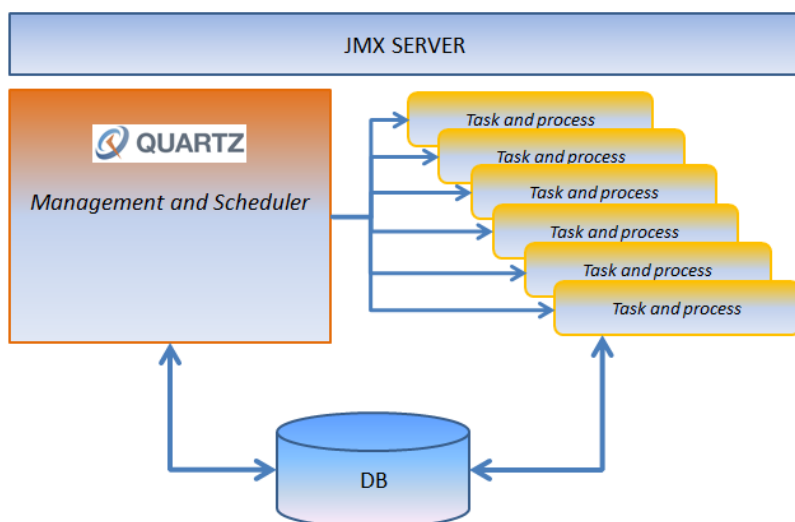 JMX SERVER
QUARTZ
Management and Scheduler
Task and process
Task and process
Task and process
Task and process
Task and process
Task and process
DB